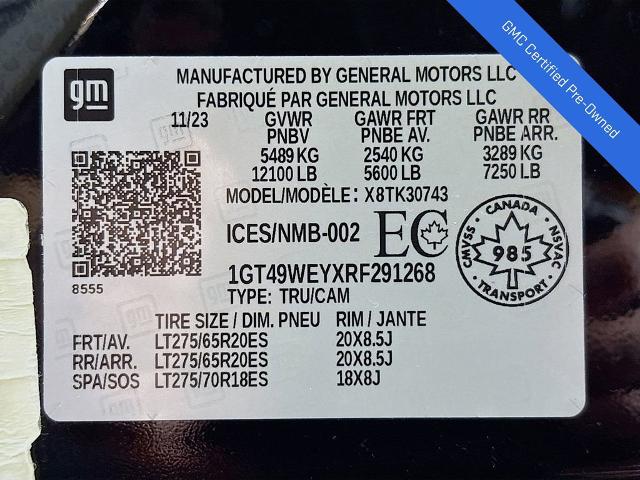 GMC Certified Pre-Owned
gm
MANUFACTURED BY GENERAL MOTORS LLC
FABRIQUÉ PAR GENERAL MOTORS LLC
11/23 GVWR GAWR FRT GAWR RR
PNBV PNBE AV. PNBE ARR.
5489 KG 2540 KG 3289 KG
12100 LB 5600 LB 7250 LB
MODEL/MODÈLE: X8TK30743
ICES/NMB-002 EC
CANADA
CMVSS 985 NSVAC
TRANSPORT
8555
1GT49WEYXRF291268
TYPE: TRU/CAM
TIRE SIZE / DIM. PNEU RIM / JANTE
FRT/AV. LT275/65R20ES 20X8.5J
RR/ARR. LT275/65R20ES 20X8.5J
SPA/SOS LT275/70R18ES 18X8J